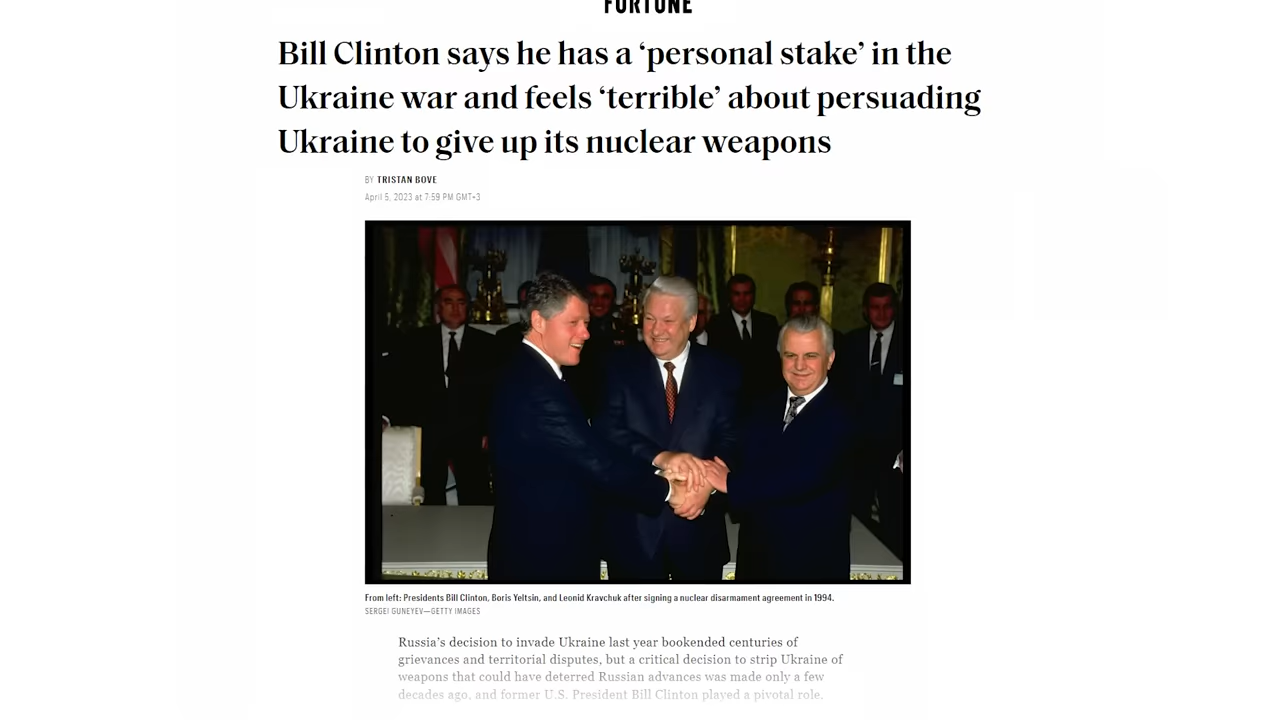 FORTUNE
Bill Clinton says he has a ‘personal stake’ in the
Ukraine war and feels ‘terrible’ about persuading
Ukraine to give up its nuclear weapons
BY TRISTAN BOVE
April 5, 2023 at 7:59 PM GMT+3
From left: Presidents Bill Clinton, Boris Yeltsin, and Leonid Kravchuk after signing a nuclear disarmament agreement in 1994.
SERGEI GUNEYEV—GETTY IMAGES
Russia’s decision to invade Ukraine last year bookended centuries of
grievances and territorial disputes, but a critical decision to strip Ukraine of
weapons that could have deterred Russian advances was made only a few
decades ago, and former U.S. President Bill Clinton played a pivotal role.